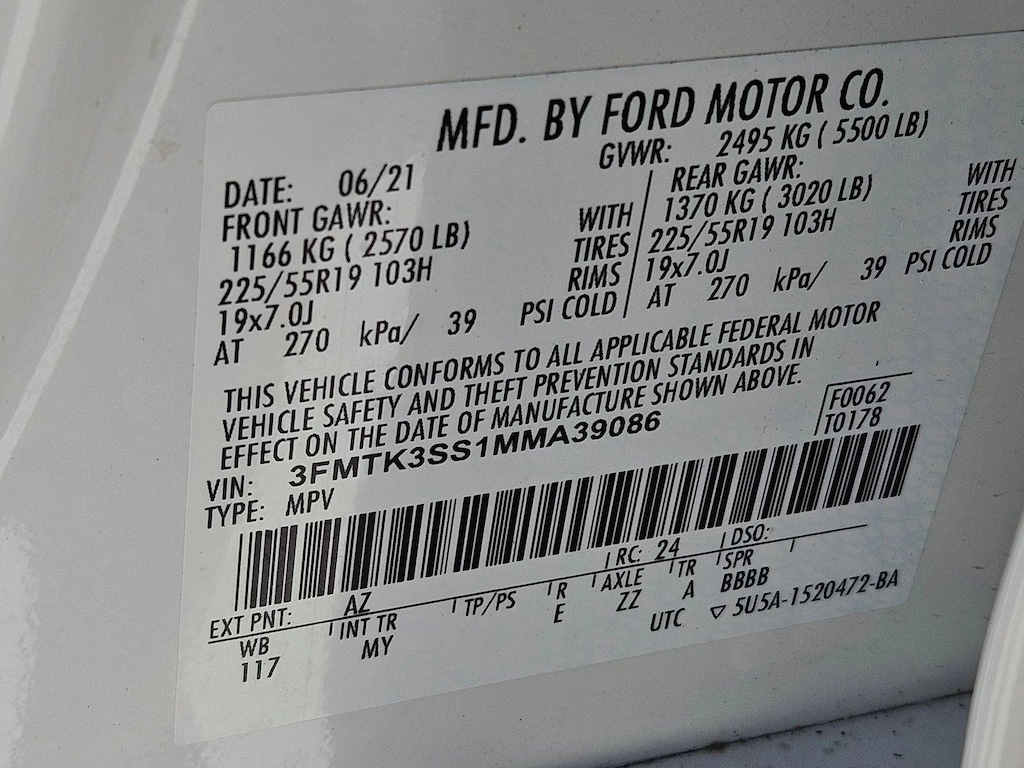 MFD. BY FORD MOTOR CO.
DATE: 06/21 GVWR: 2495 KG ( 5500 LB)
FRONT GAWR: WITH REAR GAWR: WITH
1166 KG ( 2570 LB) TIRES 1370 KG ( 3020 LB) TIRES
225/55R19 103H RIMS 225/55R19 103H RIMS
19x7.0J PSI COLD 19x7.0J PSI COLD
AT 270 kPa/ 39 AT 270 kPa/ 39
THIS VEHICLE CONFORMS TO ALL APPLICABLE FEDERAL MOTOR
VEHICLE SAFETY AND THEFT PREVENTION STANDARDS IN
EFFECT ON THE DATE OF MANUFACTURE SHOWN ABOVE.
F0062
T0178
VIN: 3FMTK3SS1MMA39086
TYPE: MPV
EXT PNT: AZ RC: 24 DSO:
WB INT TR TP/PS R AXLE TR SPR
117 MY E ZZ A BBBB
UTC ▽ 5U5A-1520472-BA